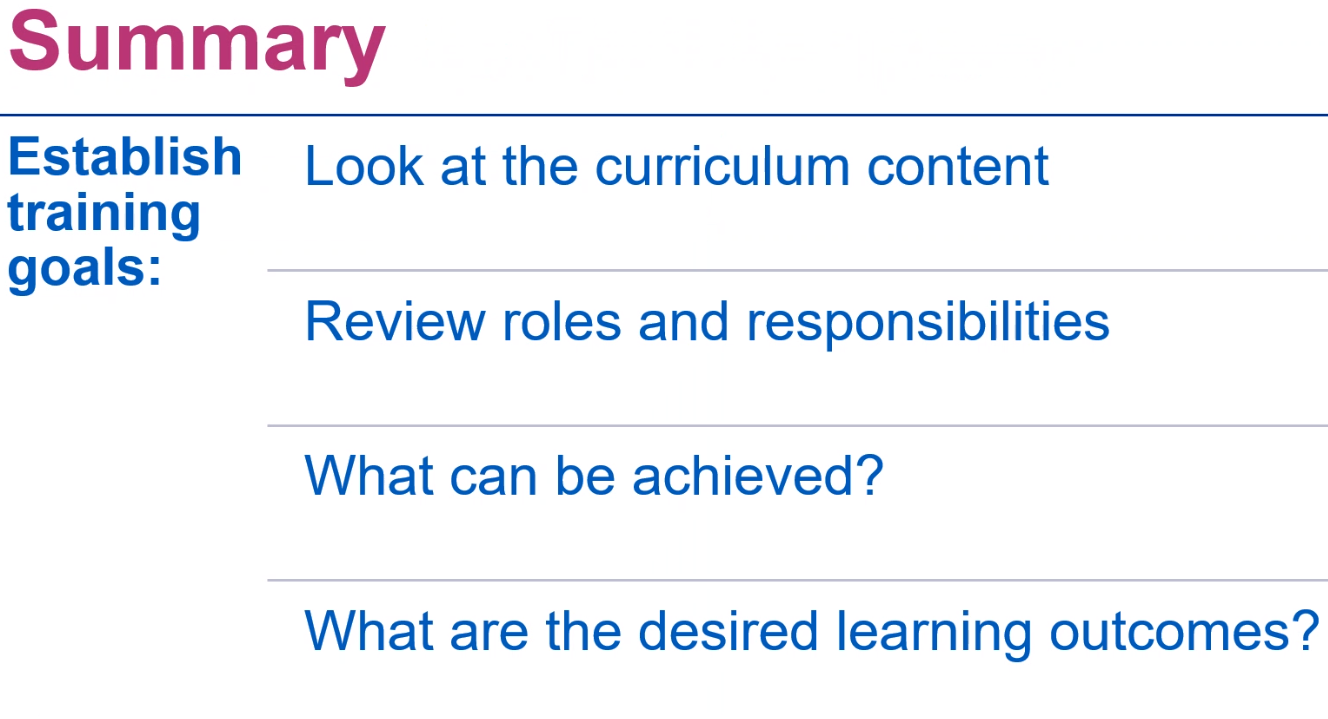 Summary
Establish
training
goals:
Look at the curriculum content
Review roles and responsibilities
What can be achieved?
What are the desired learning outcomes?